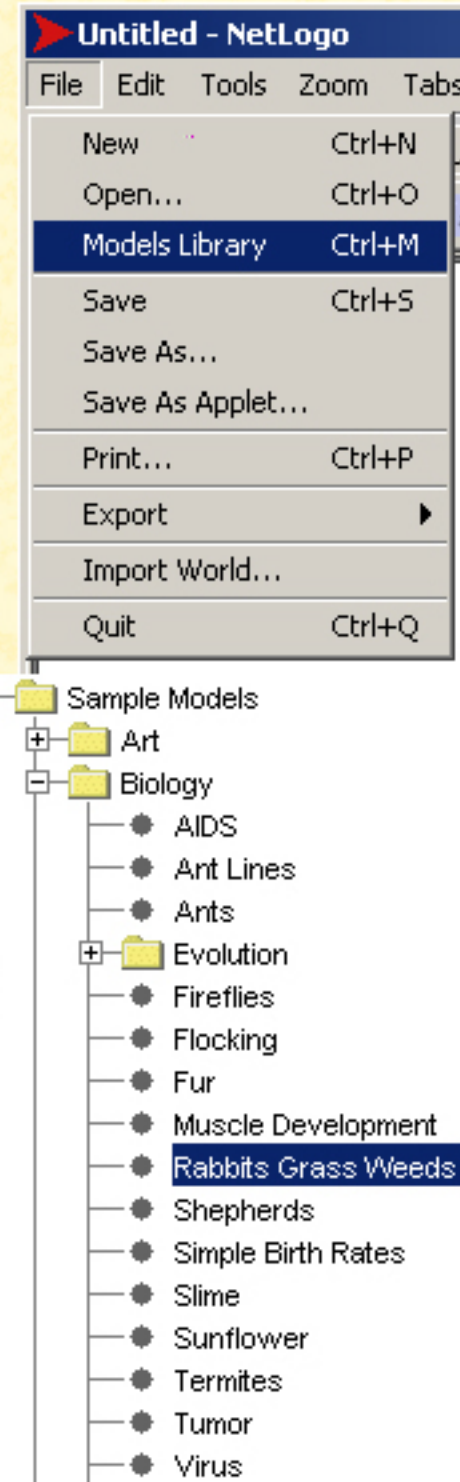 Untitled - NetLogo
File Edit Tools Zoom Tabs
New Ctrl+N
Open... Ctrl+O
Models Library Ctrl+M
Save Ctrl+S
Save As...
Save As Applet...
Print... Ctrl+P
Export
Import World...
Quit Ctrl+Q
Sample Models
Art
Biology
AIDS
Ant Lines
Ants
Evolution
Fireflies
Flocking
Fur
Muscle Development
Rabbits Grass Weeds
Shepherds
Simple Birth Rates
Slime
Sunflower
Termites
Tumor
Virus